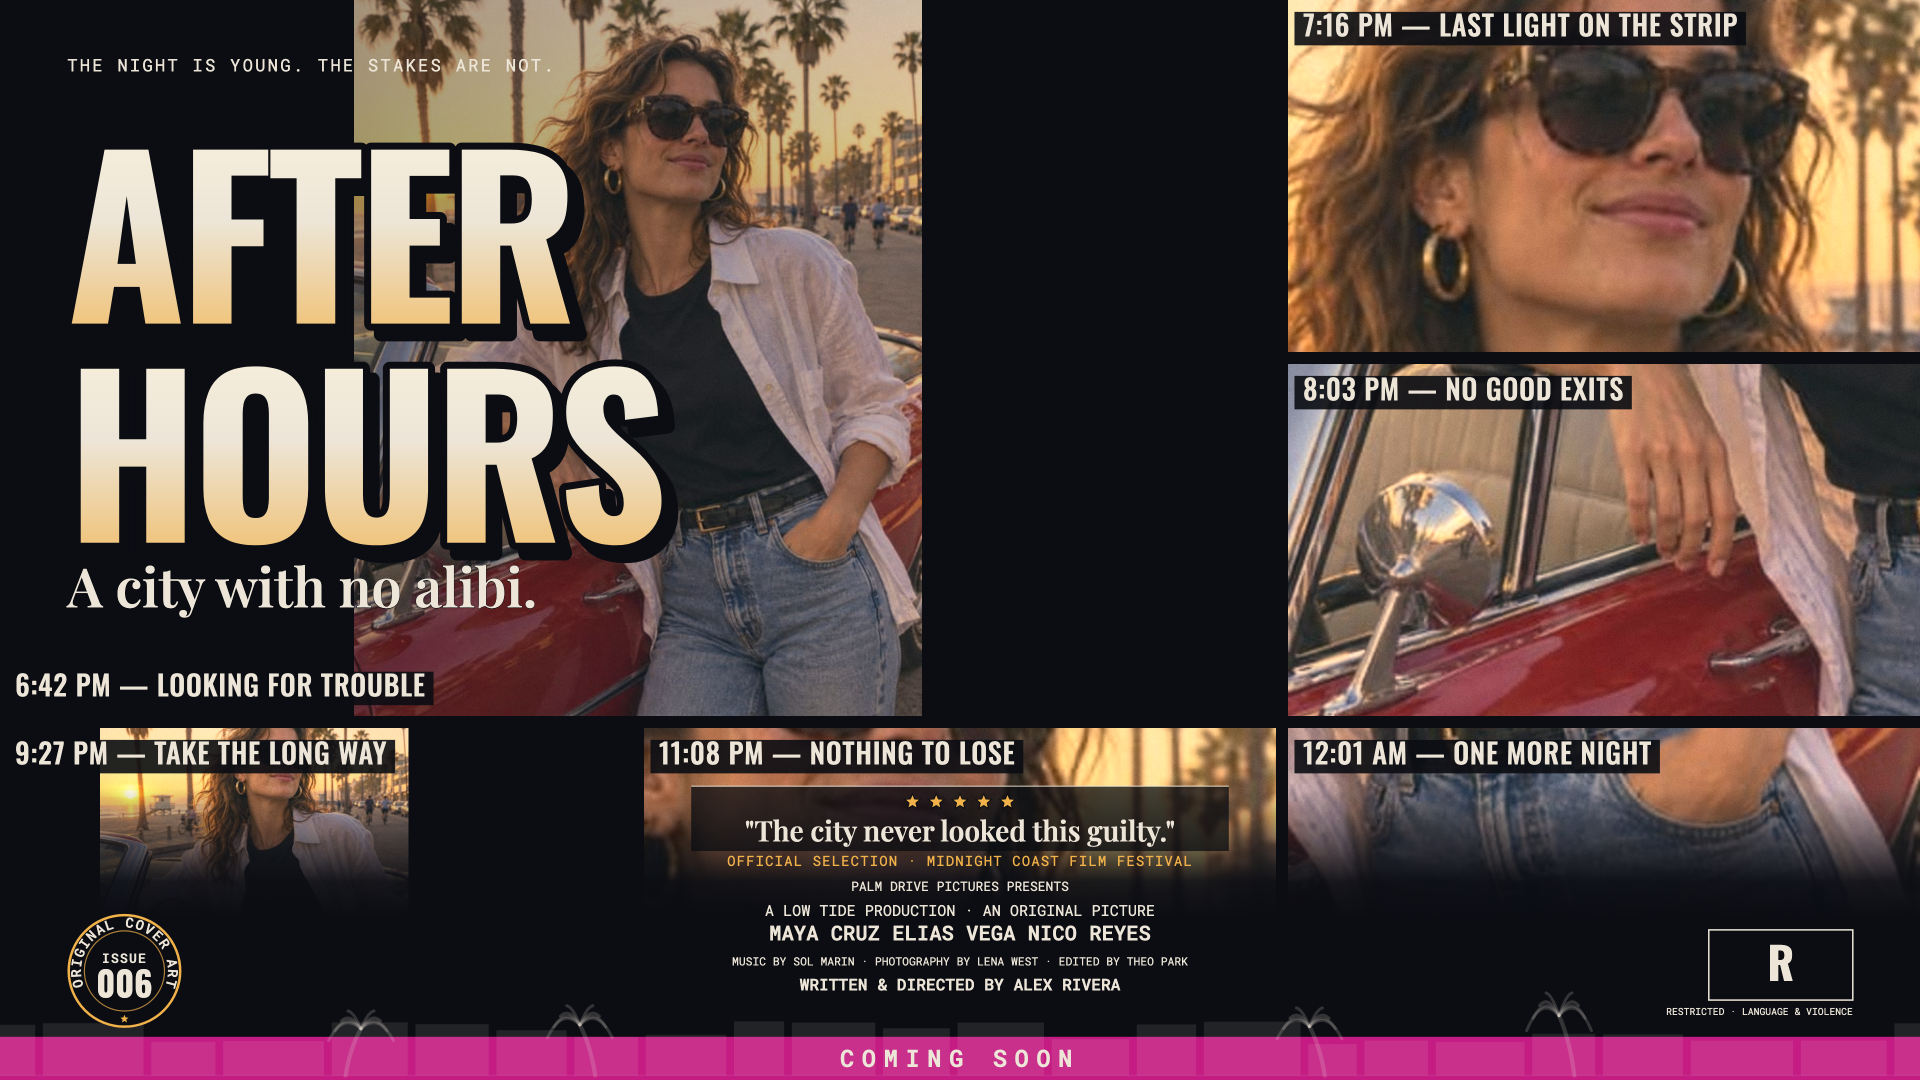 THE NIGHT IS YOUNG. THE STAKES ARE NOT.
AFTER
HOURS
A city with no alibi.
6:42 PM — LOOKING FOR TROUBLE
7:16 PM — LAST LIGHT ON THE STRIP
8:03 PM — NO GOOD EXITS
9:27 PM — TAKE THE LONG WAY
11:08 PM — NOTHING TO LOSE
12:01 AM — ONE MORE NIGHT
"The city never looked this guilty."
OFFICIAL SELECTION · MIDNIGHT COAST FILM FESTIVAL
PALM DRIVE PICTURES PRESENTS
A LOW TIDE PRODUCTION · AN ORIGINAL PICTURE
MAYA CRUZ ELIAS VEGA NICO REYES
MUSIC BY SOL MARIN · PHOTOGRAPHY BY LENA WEST · EDITED BY THEO PARK
WRITTEN & DIRECTED BY ALEX RIVERA
ORIGINAL COVER ART
ISSUE
006
R
RESTRICTED · LANGUAGE & VIOLENCE
COMING SOON